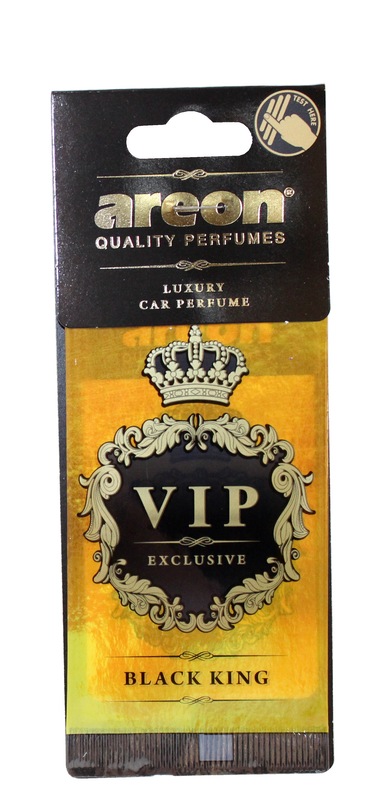 TEST HERE
areon®
QUALITY PERFUMES
LUXURY
CAR PERFUME
VIP
EXCLUSIVE
BLACK KING